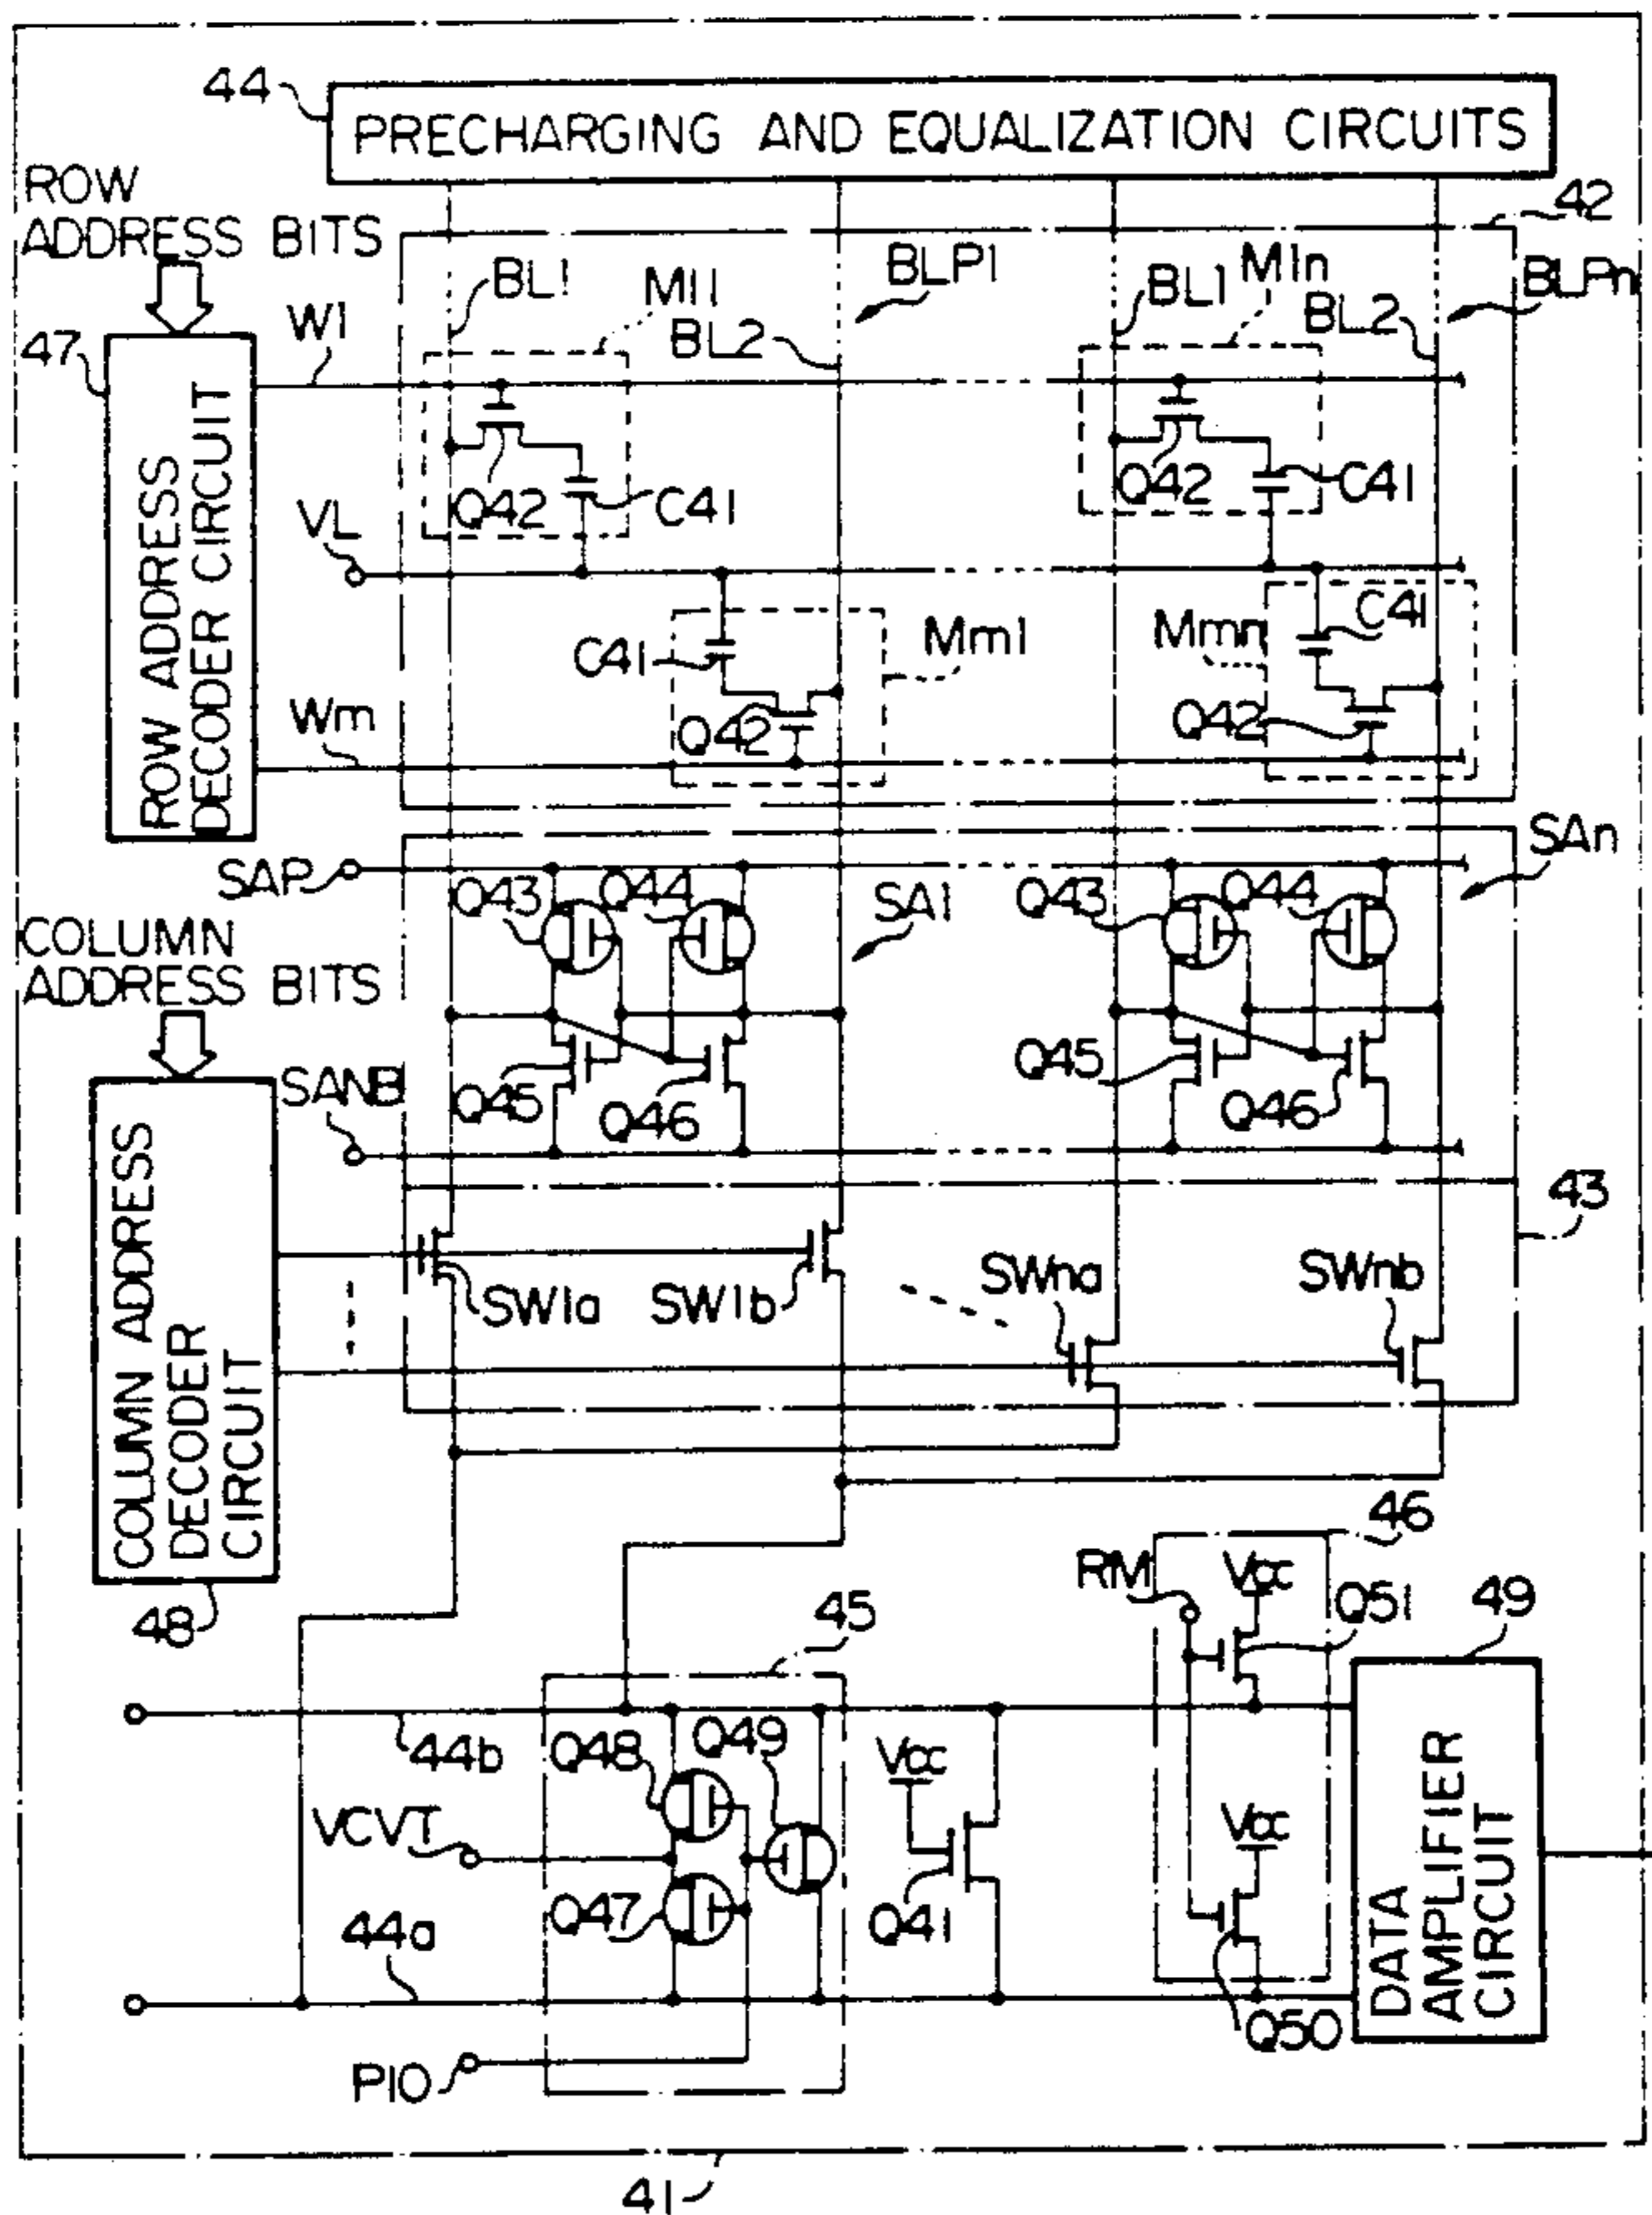 44
PRECHARGING AND EQUALIZATION CIRCUITS
ROW
ADDRESS BITS
42
BL1
M11
BLP1
BL1
M1n
BLPn
W1
BL2
BL2
47
ROW ADDRESS
DECODER CIRCUIT
Q42
C41
Q42
C41
VL
C41
Mm1
Mmn
C41
Wm
Q42
Q42
SAP
Q43
Q44
SA1
Q43
Q44
SAn
COLUMN
ADDRESS BITS
SANB
Q45
Q46
Q45
Q46
43
COLUMN ADDRESS
DECODER
CIRCUIT
SW1a
SW1b
SWna
SWnb
48
46
RM
Vcc
Q51
49
45
44b
Q48
Q49
Vcc
VCVT
Vcc
Q47
Q41
44a
Q50
DATA
AMPLIFIER
CIRCUIT
PIO
41